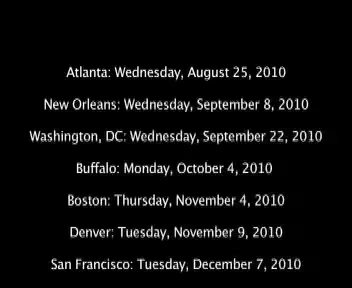 Atlanta: Wednesday, August 25, 2010
New Orleans: Wednesday, September 8, 2010
Washington, DC: Wednesday, September 22, 2010
Buffalo: Monday, October 4, 2010
Boston: Thursday, November 4, 2010
Denver: Tuesday, November 9, 2010
San Francisco: Tuesday, December 7, 2010